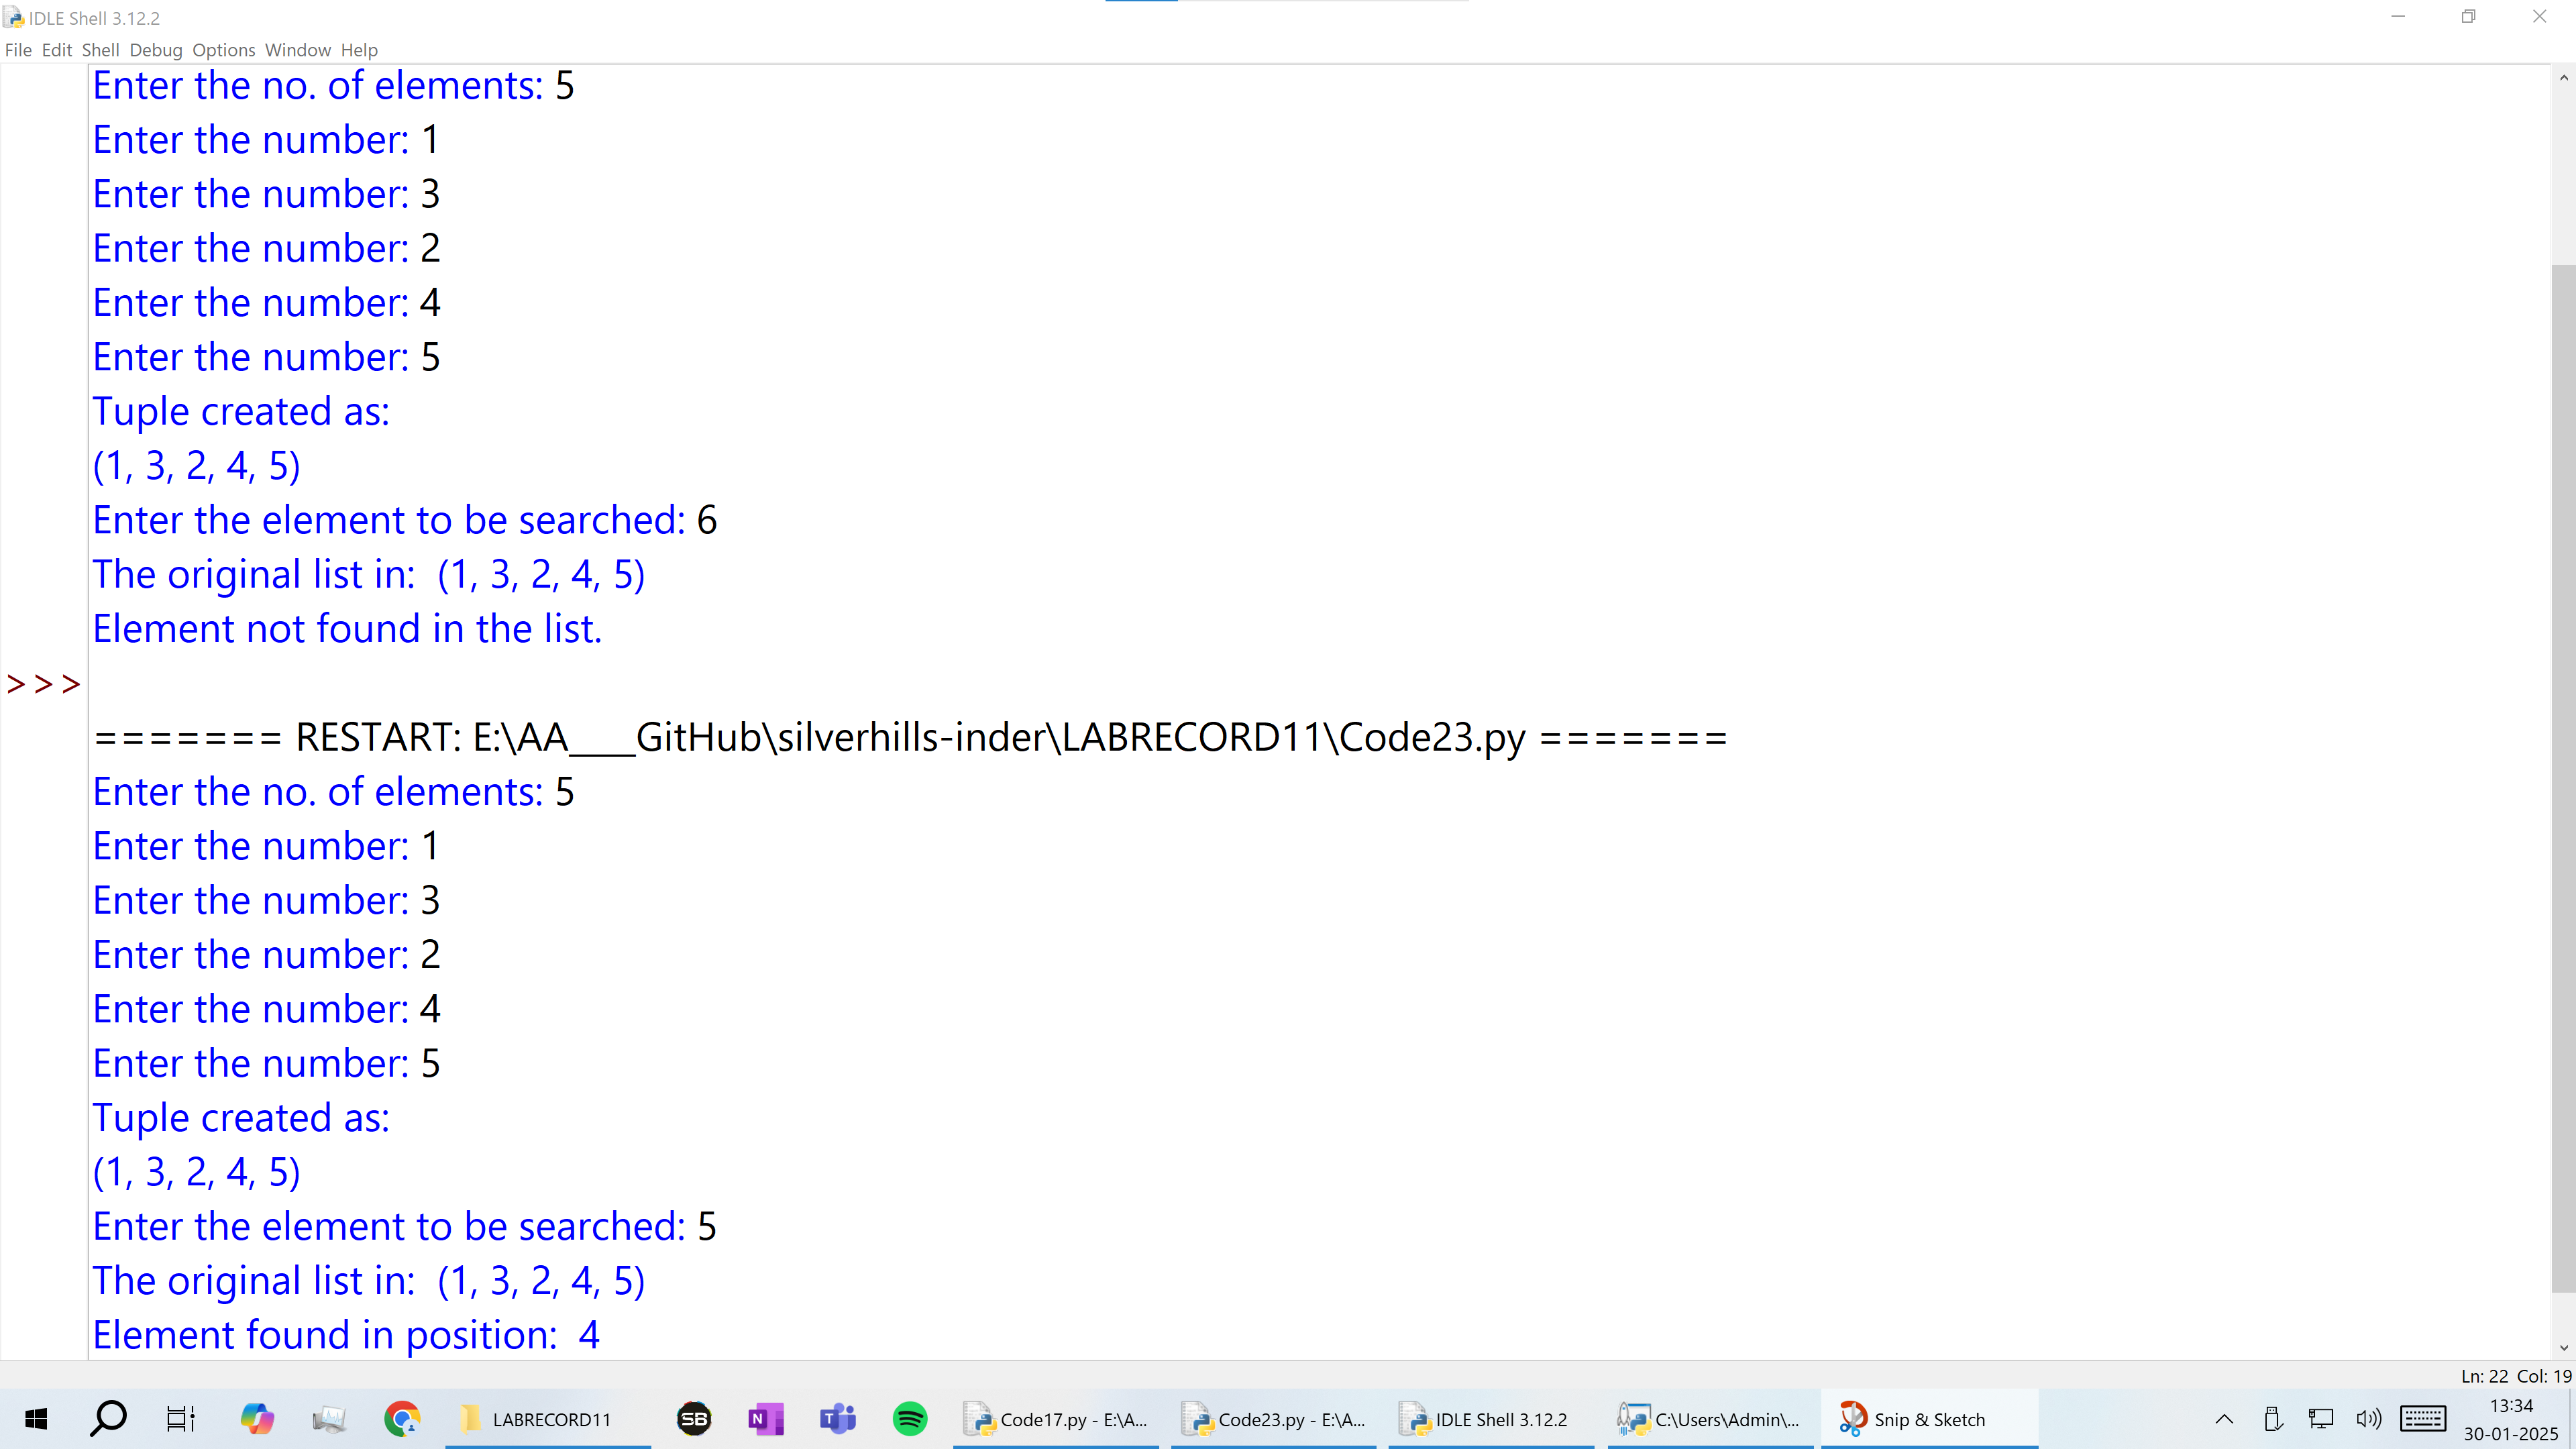 IDLE Shell 3.12.2
File Edit Shell Debug Options Window Help
Enter the no. of elements: 5
Enter the number: 1
Enter the number: 3
Enter the number: 2
Enter the number: 4
Enter the number: 5
Tuple created as:
(1, 3, 2, 4, 5)
Enter the element to be searched: 6
The original list in:  (1, 3, 2, 4, 5)
Element not found in the list.
>>>
======= RESTART: E:\AA____GitHub\silverhills-inder\LABRECORD11\Code23.py =======
Enter the no. of elements: 5
Enter the number: 1
Enter the number: 3
Enter the number: 2
Enter the number: 4
Enter the number: 5
Tuple created as:
(1, 3, 2, 4, 5)
Enter the element to be searched: 5
The original list in:  (1, 3, 2, 4, 5)
Element found in position:  4
Ln: 22 Col: 19
LABRECORD11 SB N T Code17.py - E:\A... Code23.py - E:\A... IDLE Shell 3.12.2 C:\Users\Admin\... Snip & Sketch
13:34
30-01-2025